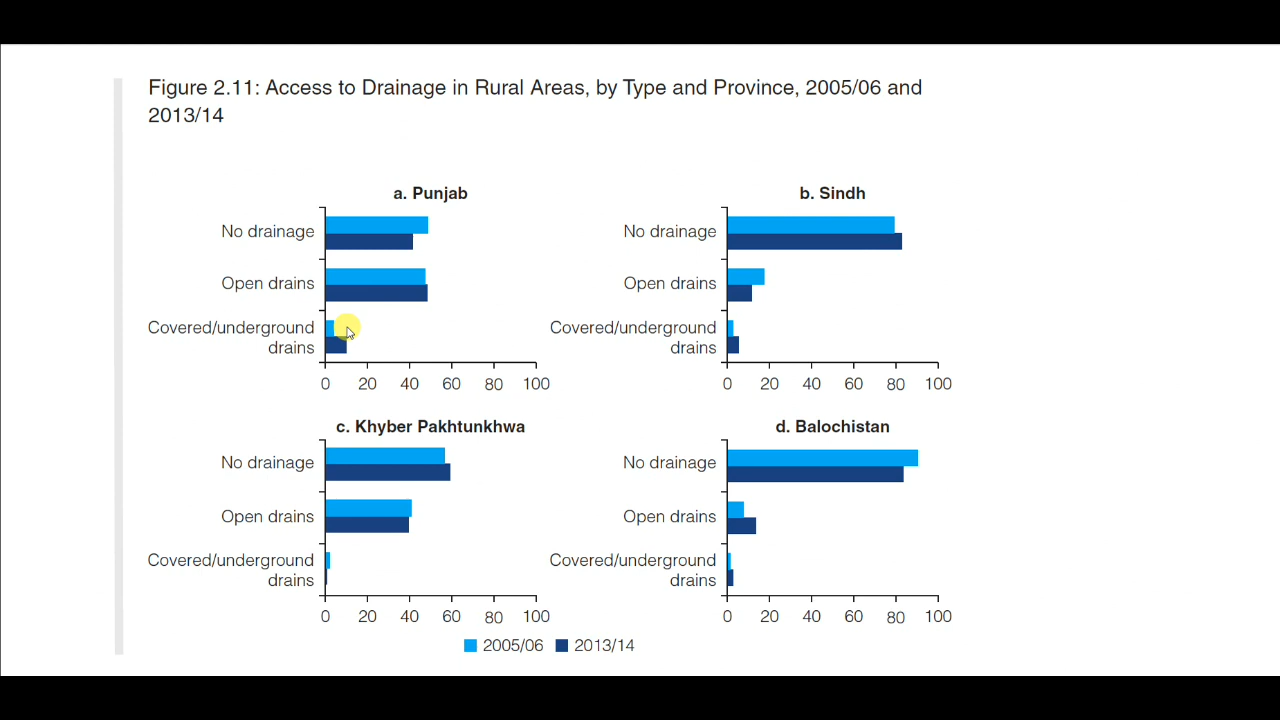 Figure 2.11: Access to Drainage in Rural Areas, by Type and Province, 2005/06 and
2013/14
a. Punjab
No drainage
Open drains
Covered/underground
drains
0 20 40 60 80 100
b. Sindh
No drainage
Open drains
Covered/underground
drains
0 20 40 60 80 100
c. Khyber Pakhtunkhwa
No drainage
Open drains
Covered/underground
drains
0 20 40 60 80 100
d. Balochistan
No drainage
Open drains
Covered/underground
drains
0 20 40 60 80 100
2005/06 2013/14